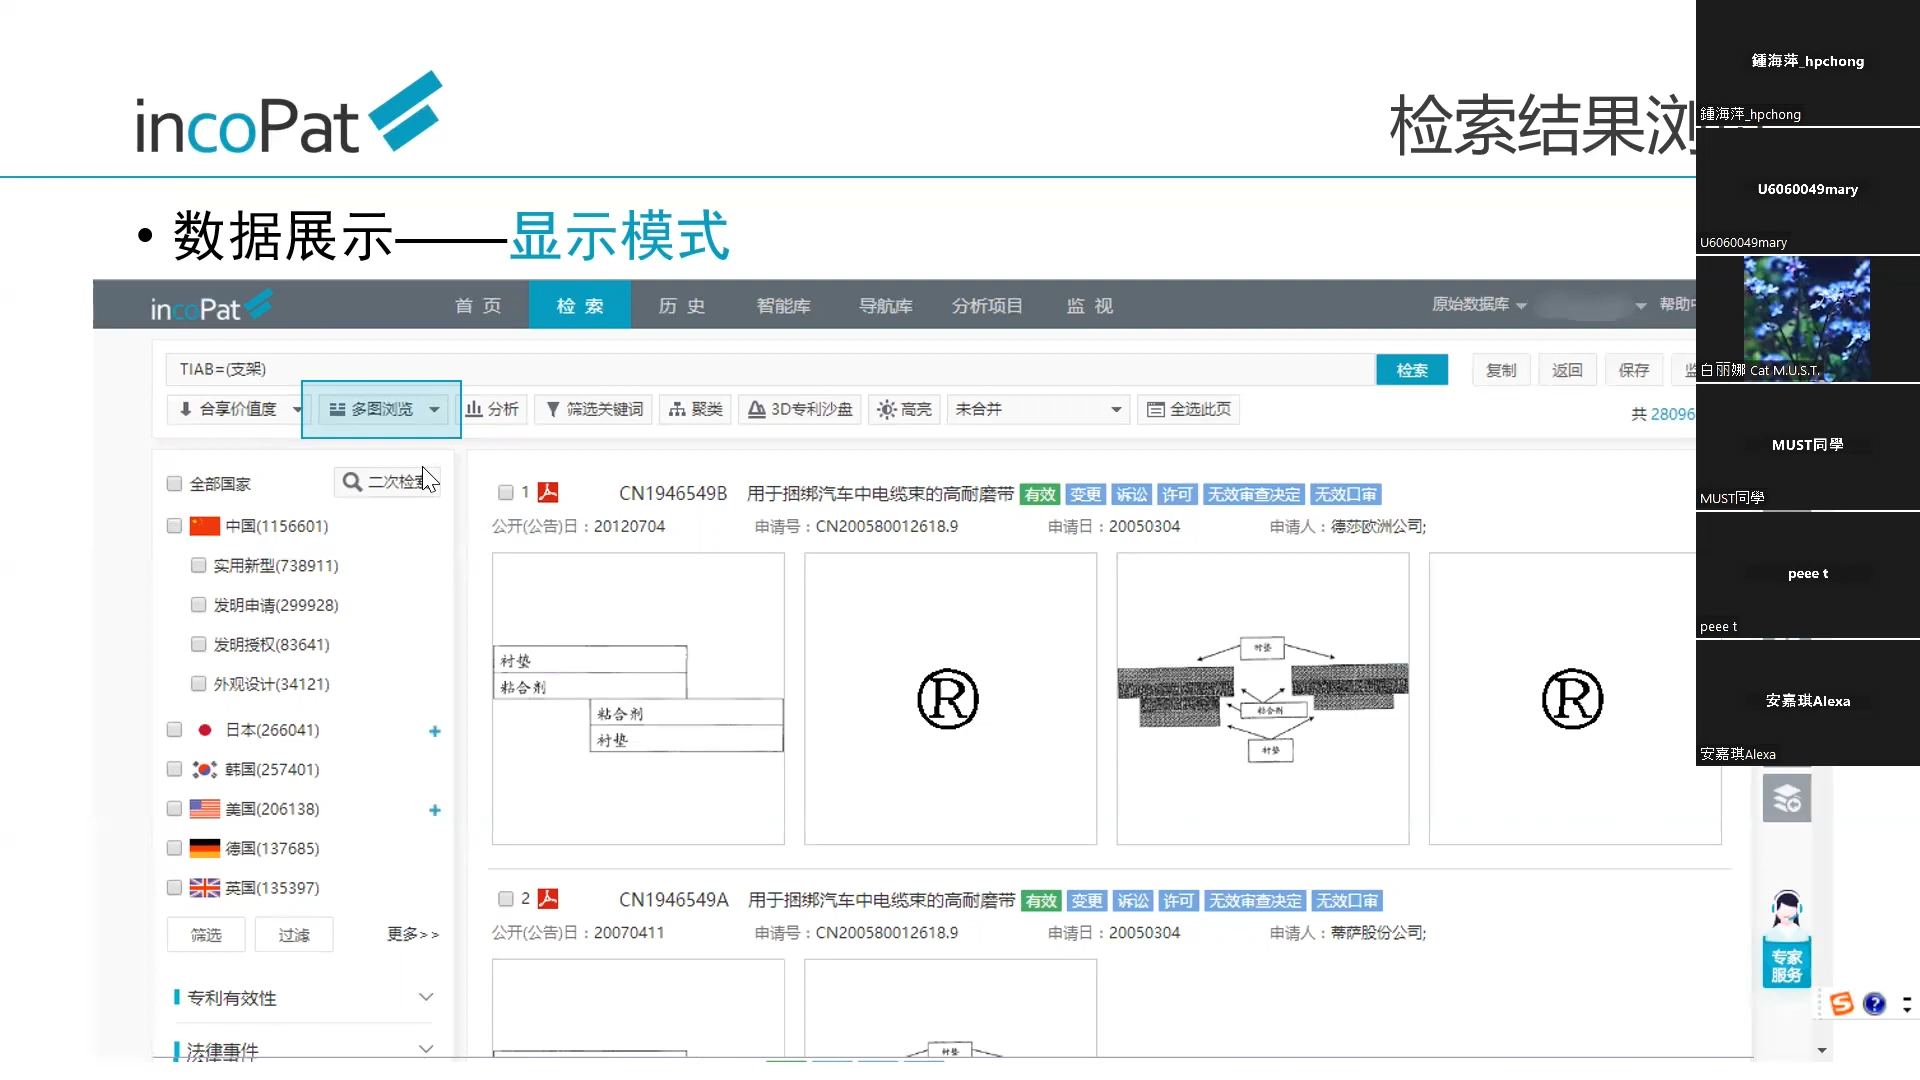 incoPat
检索结果浏
• 数据展示——显示模式
incoPat 首 页 检 索 历 史 智能库 导航库 分析项目 监 视 原始数据库 帮助中
TIAB=(支架) 检索 复制 返回 保存
合享价值度 多图浏览 分析 筛选关键词 聚类 3D专利沙盘 高亮 未合并 全选此页 共 28096
全部国家 二次检索
中国(1156601)
实用新型(738911)
发明申请(299928)
发明授权(83641)
外观设计(34121)
日本(266041) +
韩国(257401)
美国(206138) +
德国(137685)
英国(135397)
筛选 过滤 更多>>
专利有效性
法律事件
1 CN1946549B 用于捆绑汽车中电缆束的高耐磨带 有效 变更 诉讼 许可 无效审查决定 无效口审
公开(公告)日：20120704 申请号：CN200580012618.9 申请日：20050304 申请人：德莎欧洲公司;
衬垫
粘合剂
粘合剂
衬垫
®
衬垫
粘合剂
衬垫
®
2 CN1946549A 用于捆绑汽车中电缆束的高耐磨带 有效 变更 诉讼 许可 无效审查决定 无效口审
公开(公告)日：20070411 申请号：CN200580012618.9 申请日：20050304 申请人：蒂萨股份公司;
衬垫
专家
服务
鍾海萍_hpchong
鍾海萍_hpchong
U6060049mary
U6060049mary
白丽娜 Cat M.U.S.T.
MUST同學
MUST同學
peee t
peee t
安嘉琪Alexa
安嘉琪Alexa